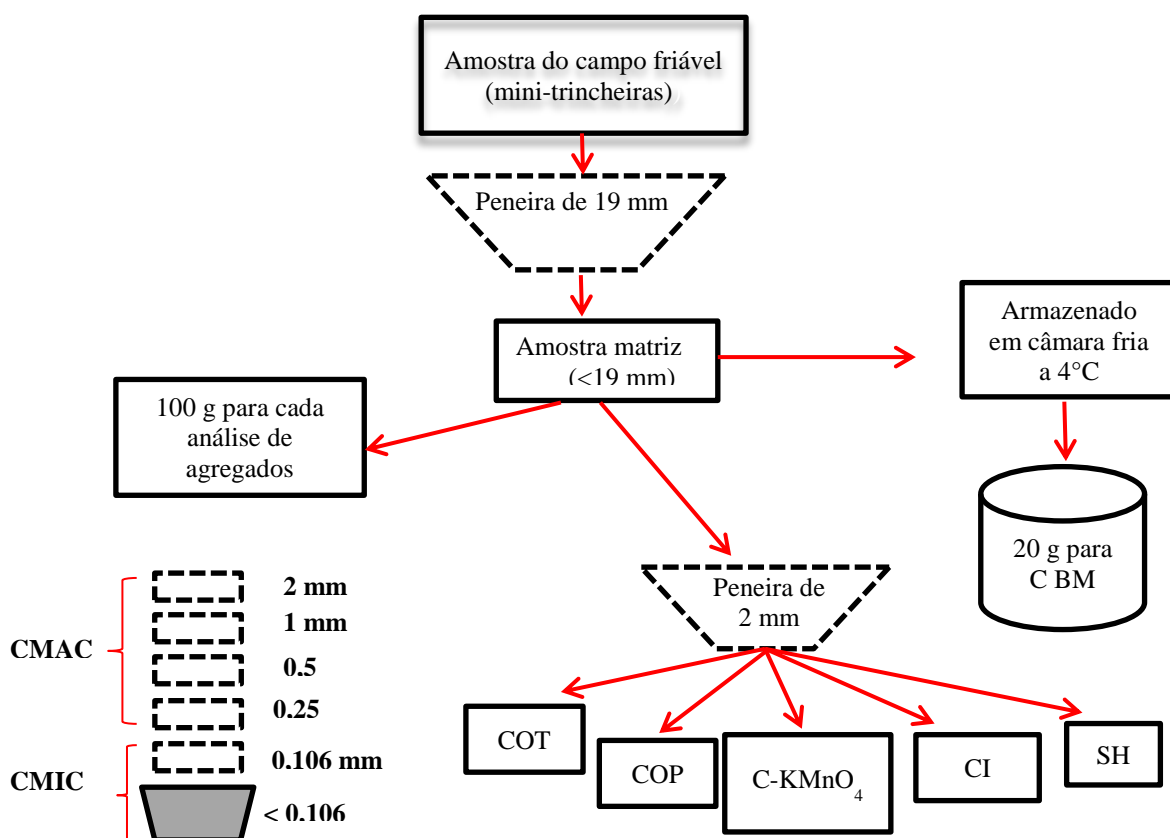 Amostra do campo friável
(mini-trincheiras)
Peneira de 19 mm
Amostra matriz
(<19 mm)
Armazenado
em câmara fria
a 4°C
100 g para cada
análise de
agregados
20 g para
C BM
Peneira de
2 mm
CMAC
2 mm
1 mm
0.5
0.25
CMIC
0.106 mm
< 0.106
COT
COP
C-KMnO₄
CI
SH